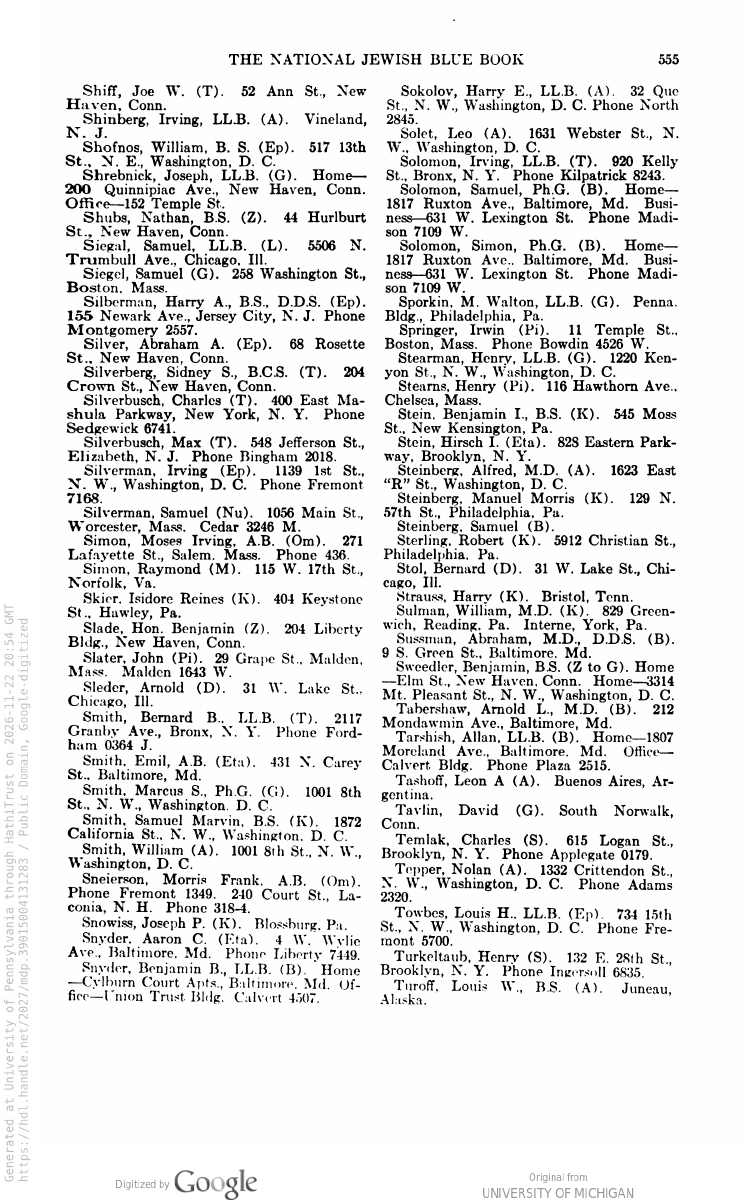 THE NATIONAL JEWISH BLUE BOOK 555
Shiff, Joe W. (T). 52 Ann St., New
Haven, Conn.
Shinberg, Irving, LL.B. (A). Vineland,
N. J.
Shofnos, William, B. S. (Ep). 517 13th
St., N. E., Washington, D. C.
Shrebnick, Joseph, LL.B. (G). Home—
200 Quinnipiac Ave., New Haven, Conn.
Office—152 Temple St.
Shubs, Nathan, B.S. (Z). 44 Hurlburt
St., New Haven, Conn.
Siegal, Samuel, LL.B. (L). 5506 N.
Trumbull Ave., Chicago, Ill.
Siegel, Samuel (G). 258 Washington St.,
Boston, Mass.
Silberman, Harry A., B.S., D.D.S. (Ep).
155 Newark Ave., Jersey City, N. J. Phone
Montgomery 2557.
Silver, Abraham A. (Ep). 68 Rosette
St., New Haven, Conn.
Silverberg, Sidney S., B.C.S. (T). 204
Crown St., New Haven, Conn.
Silverbusch, Charles (T). 400 East Ma-
shula Parkway, New York, N. Y. Phone
Sedgewick 6741.
Silverbusch, Max (T). 548 Jefferson St.,
Elizabeth, N. J. Phone Bingham 2018.
Silverman, Irving (Ep). 1139 1st St.,
N. W., Washington, D. C. Phone Fremont
7168.
Silverman, Samuel (Nu). 1056 Main St.,
Worcester, Mass. Cedar 3246 M.
Simon, Moses Irving, A.B. (Om). 271
Lafayette St., Salem, Mass. Phone 436.
Simon, Raymond (M). 115 W. 17th St.,
Norfolk, Va.
Skier, Isidore Reines (K). 404 Keystone
St., Hawley, Pa.
Slade, Hon. Benjamin (Z). 204 Liberty
Bldg., New Haven, Conn.
Slater, John (Pi). 29 Grape St., Malden,
Mass. Malden 1643 W.
Sleder, Arnold (D). 31 W. Lake St.,
Chicago, Ill.
Smith, Bernard B., LL.B. (T). 2117
Granby Ave., Bronx, N. Y. Phone Ford-
ham 0364 J.
Smith, Emil, A.B. (Eta). 431 N. Carey
St., Baltimore, Md.
Smith, Marcus S., Ph.G. (G). 1001 8th
St., N. W., Washington, D. C.
Smith, Samuel Marvin, B.S. (K). 1872
California St., N. W., Washington, D. C.
Smith, William (A). 1001 8th St., N. W.,
Washington, D. C.
Sneierson, Morris Frank, A.B. (Om).
Phone Fremont 1349. 240 Court St., La-
conia, N. H. Phone 318-4.
Snowiss, Joseph P. (K). Blossburg, Pa.
Snyder, Aaron C. (Eta). 4 W. Wylie
Ave., Baltimore, Md. Phone Liberty 7449.
Snyder, Benjamin B., LL.B. (B). Home
—Cylburn Court Apts., Baltimore, Md. Of-
fice—Union Trust Bldg. Calvert 4507.
Sokolov, Harry E., LL.B. (A). 32 Que
St., N. W., Washington, D. C. Phone North
2845.
Solet, Leo (A). 1631 Webster St., N.
W., Washington, D. C.
Solomon, Irving, LL.B. (T). 920 Kelly
St., Bronx, N. Y. Phone Kilpatrick 8243.
Solomon, Samuel, Ph.G. (B). Home—
1817 Ruxton Ave., Baltimore, Md. Busi-
ness—631 W. Lexington St. Phone Madi-
son 7109 W.
Solomon, Simon, Ph.G. (B). Home—
1817 Ruxton Ave., Baltimore, Md. Busi-
ness—631 W. Lexington St. Phone Madi-
son 7109 W.
Sporkin, M. Walton, LL.B. (G). Penna.
Bldg., Philadelphia, Pa.
Springer, Irwin (Pi). 11 Temple St.,
Boston, Mass. Phone Bowdin 4526 W.
Stearman, Henry, LL.B. (G). 1220 Ken-
yon St., N. W., Washington, D. C.
Stearns, Henry (Pi). 116 Hawthorn Ave.,
Chelsea, Mass.
Stein, Benjamin I., B.S. (K). 545 Moss
St., New Kensington, Pa.
Stein, Hirsch I. (Eta). 828 Eastern Park-
way, Brooklyn, N. Y.
Steinberg, Alfred, M.D. (A). 1623 East
“R” St., Washington, D. C.
Steinberg, Manuel Morris (K). 129 N.
57th St., Philadelphia, Pa.
Steinberg, Samuel (B).
Sterling, Robert (K). 5912 Christian St.,
Philadelphia, Pa.
Stol, Bernard (D). 31 W. Lake St., Chi-
cago, Ill.
Strauss, Harry (K). Bristol, Tenn.
Sulman, William, M.D. (K). 829 Green-
wich, Reading, Pa. Interne, York, Pa.
Sussman, Abraham, M.D., D.D.S. (B).
9 S. Green St., Baltimore, Md.
Sweedler, Benjamin, B.S. (Z to G). Home
—Elm St., New Haven, Conn. Home—3314
Mt. Pleasant St., N. W., Washington, D. C.
Tabershaw, Arnold L., M.D. (B). 212
Mondawmin Ave., Baltimore, Md.
Tarshish, Allan, LL.B. (B). Home—1807
Moreland Ave., Baltimore, Md. Office—
Calvert Bldg. Phone Plaza 2515.
Tashoff, Leon A (A). Buenos Aires, Ar-
gentina.
Tavlin, David (G). South Norwalk,
Conn.
Temlak, Charles (S). 615 Logan St.,
Brooklyn, N. Y. Phone Applegate 0179.
Tepper, Nolan (A). 1332 Crittendon St.,
N. W., Washington, D. C. Phone Adams
2320.
Towbes, Louis H., LL.B. (Ep). 734 15th
St., N. W., Washington, D. C. Phone Fre-
mont 5700.
Turkeltaub, Henry (S). 132 E. 28th St.,
Brooklyn, N. Y. Phone Ingersoll 6835.
Turoff, Louis W., B.S. (A). Juneau,
Alaska.
Generated at University of Pennsylvania through HathiTrust on 2026-11-22 20:54 GMT
https://hdl.handle.net/2027/mdp.39015004131283 / Public Domain, Google-digitized
Digitized by Google
Original from
UNIVERSITY OF MICHIGAN